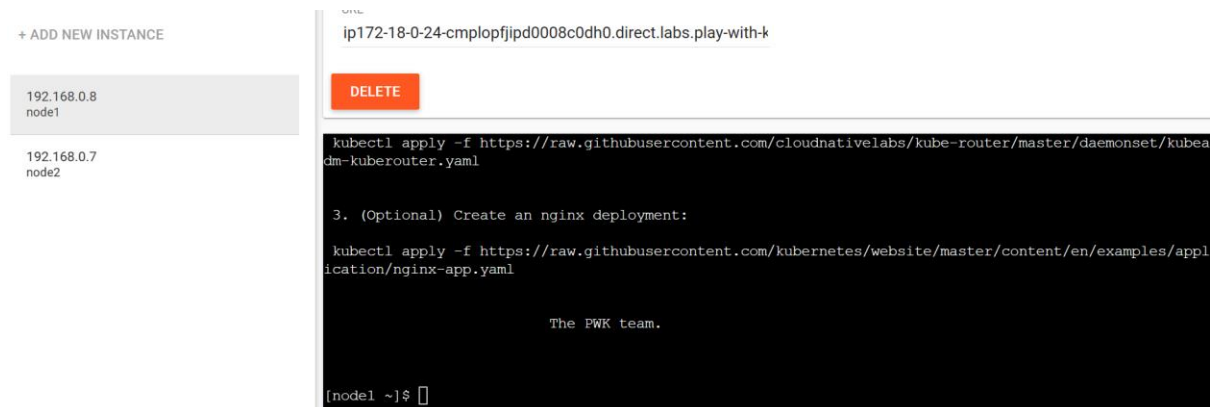 URL
+ ADD NEW INSTANCE
ip172-18-0-24-cmplopfjipd0008c0dh0.direct.labs.play-with-k
DELETE
192.168.0.8
node1
192.168.0.7
node2
kubectl apply -f https://raw.githubusercontent.com/cloudnativelabs/kube-router/master/daemonset/kubea
dm-kuberouter.yaml
3. (Optional) Create an nginx deployment:
kubectl apply -f https://raw.githubusercontent.com/kubernetes/website/master/content/en/examples/appl
ication/nginx-app.yaml
The PWK team.
[node1 ~]$